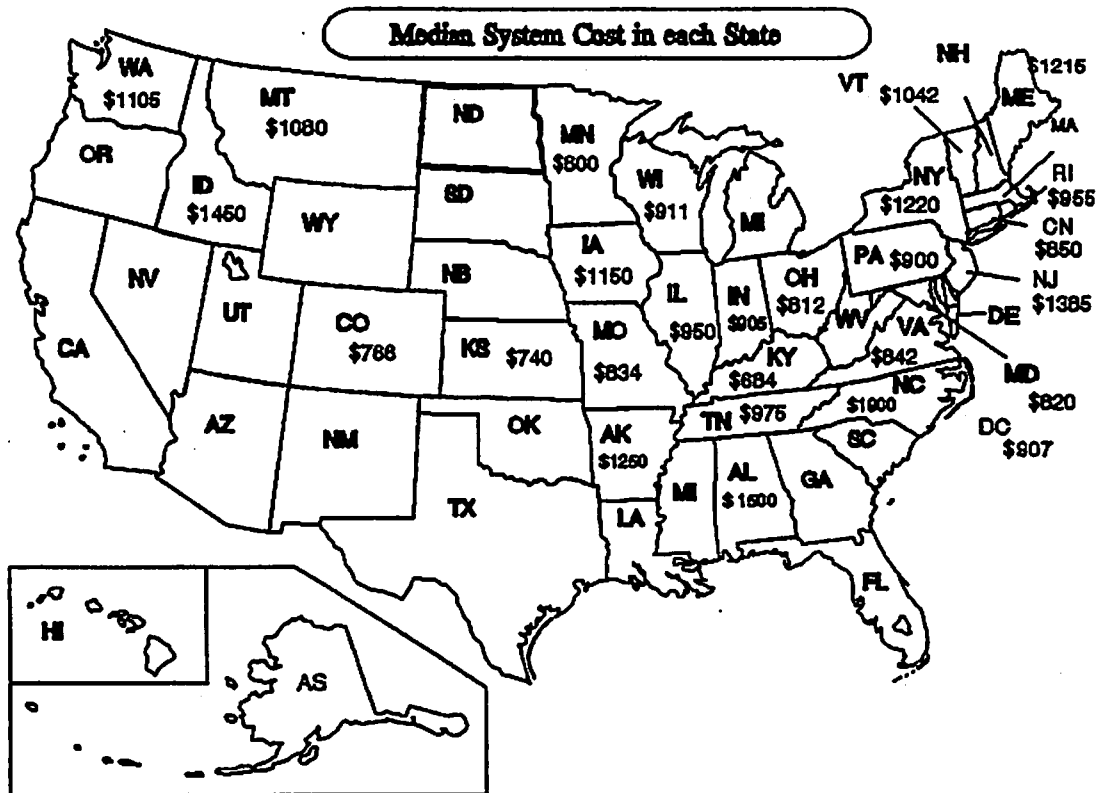 Median System Cost in each State
WA
$1105
MT
$1080
ND
MN
$800
VT
NH
$1042
$1215
ME
MA
OR
ID
$1450
SD
WI
$911
MI
NY
$1220
RI
$955
CN
$850
WY
NV
UT
NB
IA
$1150
PA $900
NJ
$1385
CA
CO
$766
KS $740
MO
$834
IL
$950
IN
$905
OH
$812
WV
VA
$842
DE
MD
$820
DC
$907
KY
$684
AZ
NM
OK
AK
$1250
TN $975
NC
$1900
SC
TX
LA
MI
AL
$1500
GA
FL
HI
AS